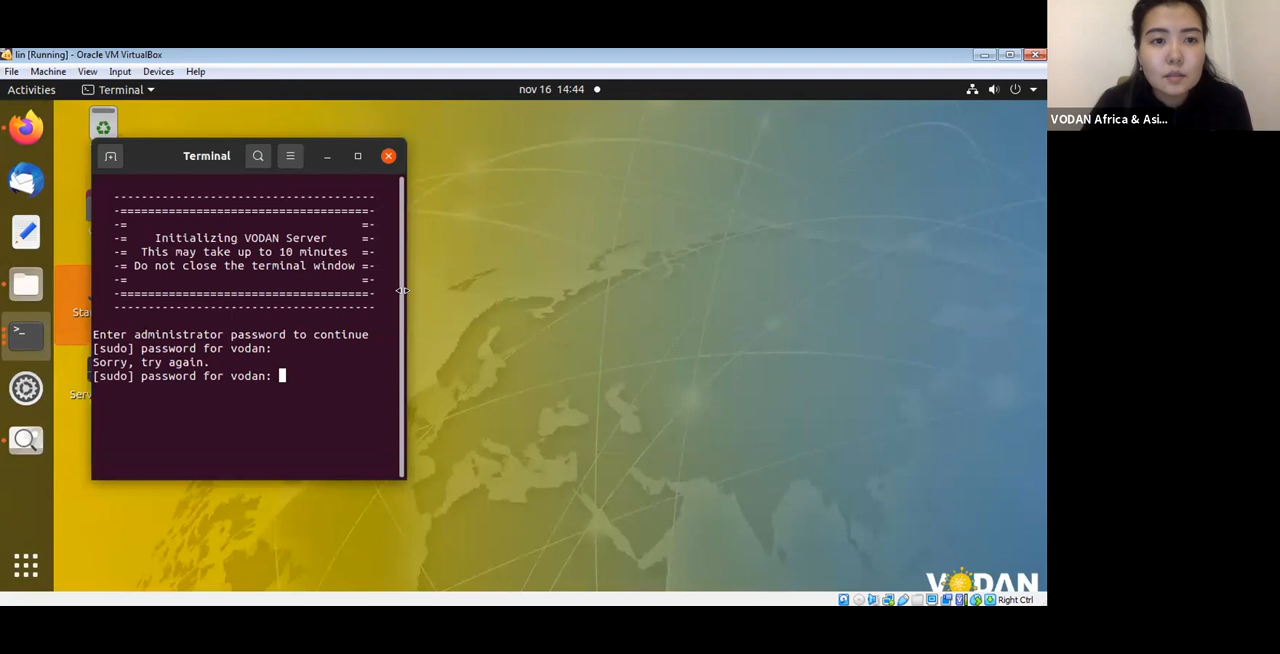 lin [Running] - Oracle VM VirtualBox
File Machine View Input Devices Help
Activities Terminal nov 16 14:44
VODAN Africa & Asi...
Terminal
-------------------------------------
-====================================-
-= =-
-= Initializing VODAN Server =-
-= This may take up to 10 minutes =-
-= Do not close the terminal window =-
-= =-
-====================================-
-------------------------------------
Enter administrator password to continue
[sudo] password for vodan:
Sorry, try again.
[sudo] password for vodan:
Sta
Serv
VODAN
Right Ctrl